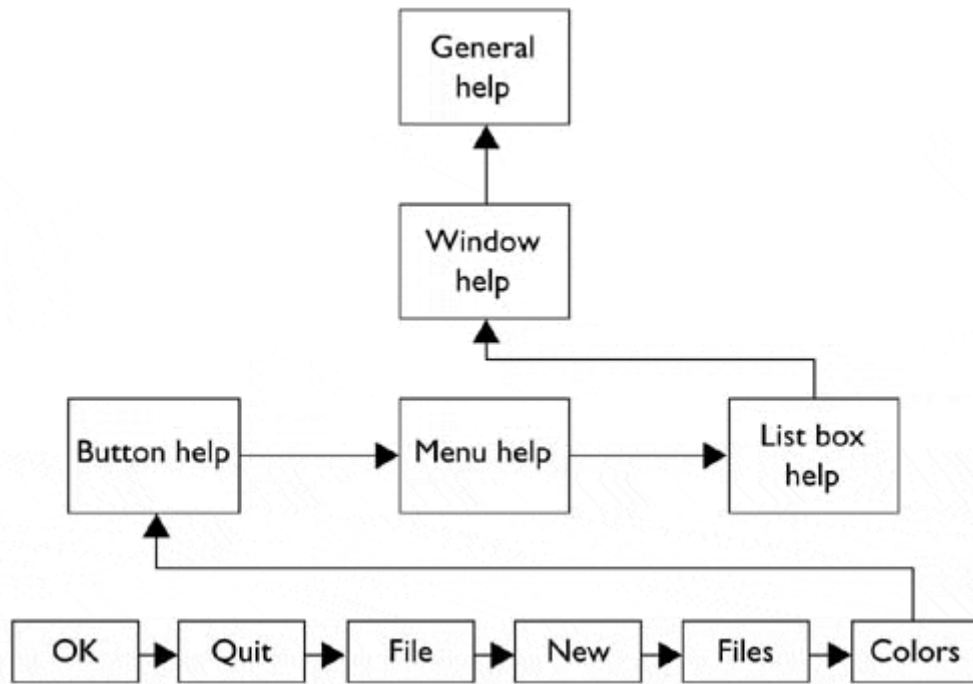 General
help
Window
help
Button help
Menu help
List box
help
OK
Quit
File
New
Files
Colors